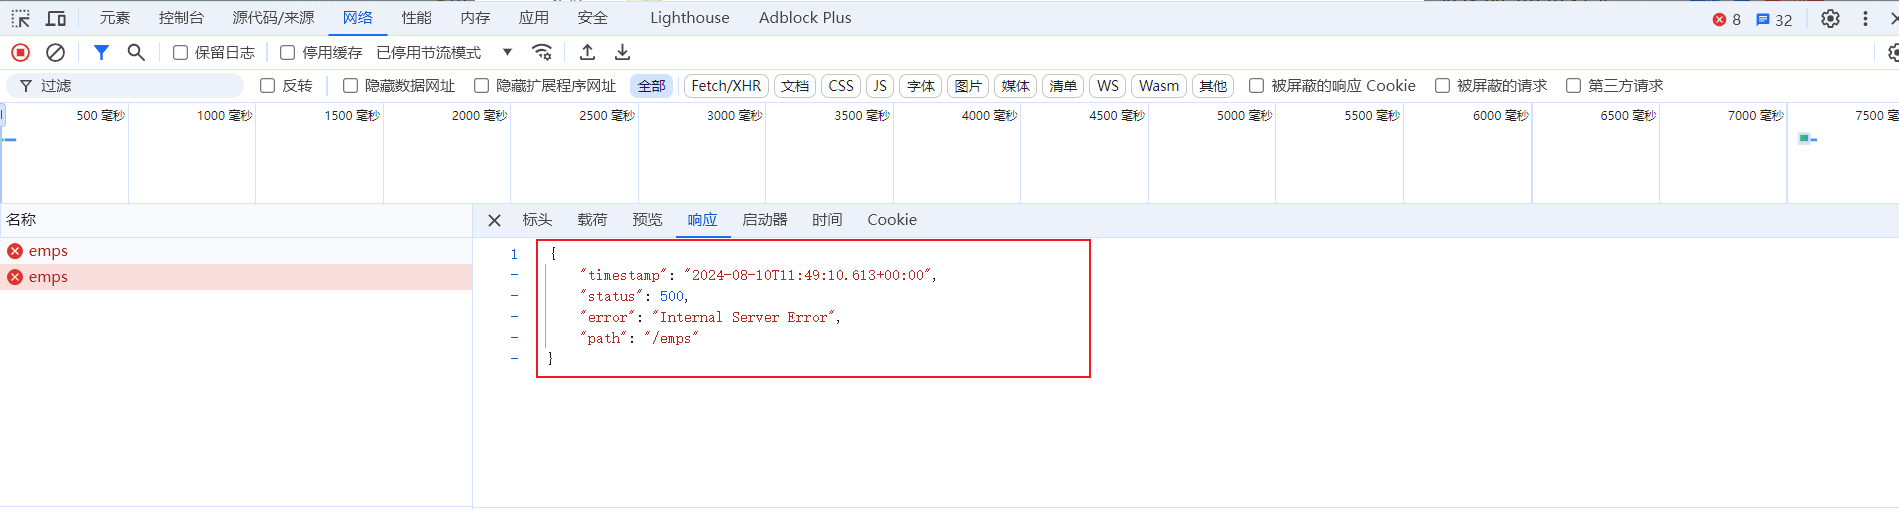 元素 控制台 源代码/来源 网络 性能 内存 应用 安全 Lighthouse Adblock Plus 8 32
保留日志 停用缓存 已停用节流模式
过滤 反转 隐藏数据网址 隐藏扩展程序网址 全部 Fetch/XHR 文档 CSS JS 字体 图片 媒体 清单 WS Wasm 其他 被屏蔽的响应 Cookie 被屏蔽的请求 第三方请求
500 毫秒 1000 毫秒 1500 毫秒 2000 毫秒 2500 毫秒 3000 毫秒 3500 毫秒 4000 毫秒 4500 毫秒 5000 毫秒 5500 毫秒 6000 毫秒 6500 毫秒 7000 毫秒 7500 毫
名称 标头 载荷 预览 响应 启动器 时间 Cookie
emps
emps
1 {
- "timestamp": "2024-08-10T11:49:10.613+00:00",
- "status": 500,
- "error": "Internal Server Error",
- "path": "/emps"
- }